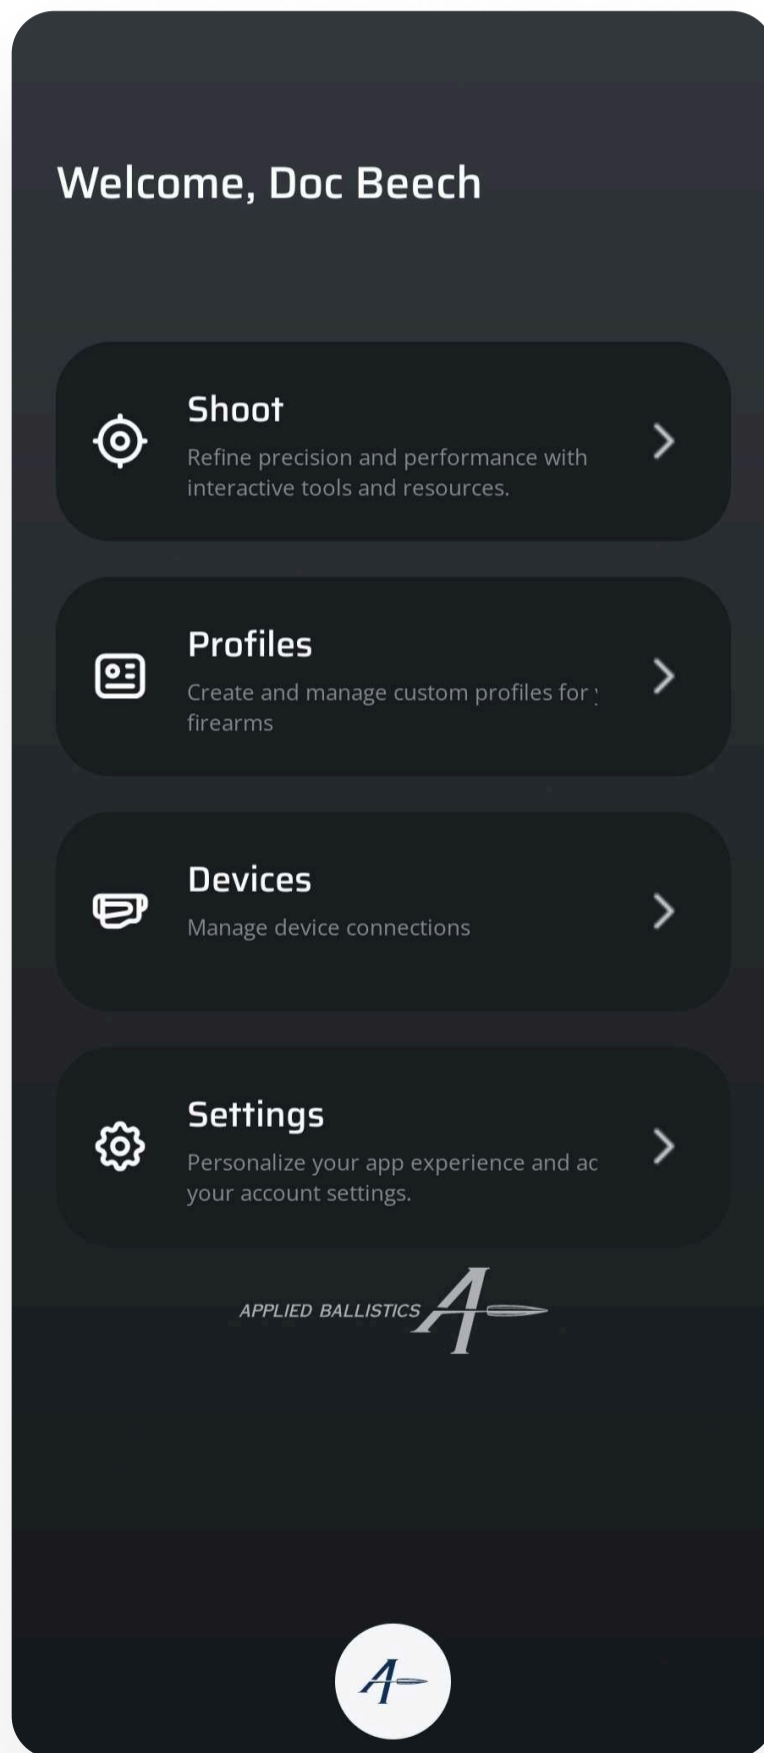 Welcome, Doc Beech
Shoot
Refine precision and performance with
interactive tools and resources.
Profiles
Create and manage custom profiles for
firearms
Devices
Manage device connections
Settings
Personalize your app experience and ac
your account settings.
APPLIED BALLISTICS A
A